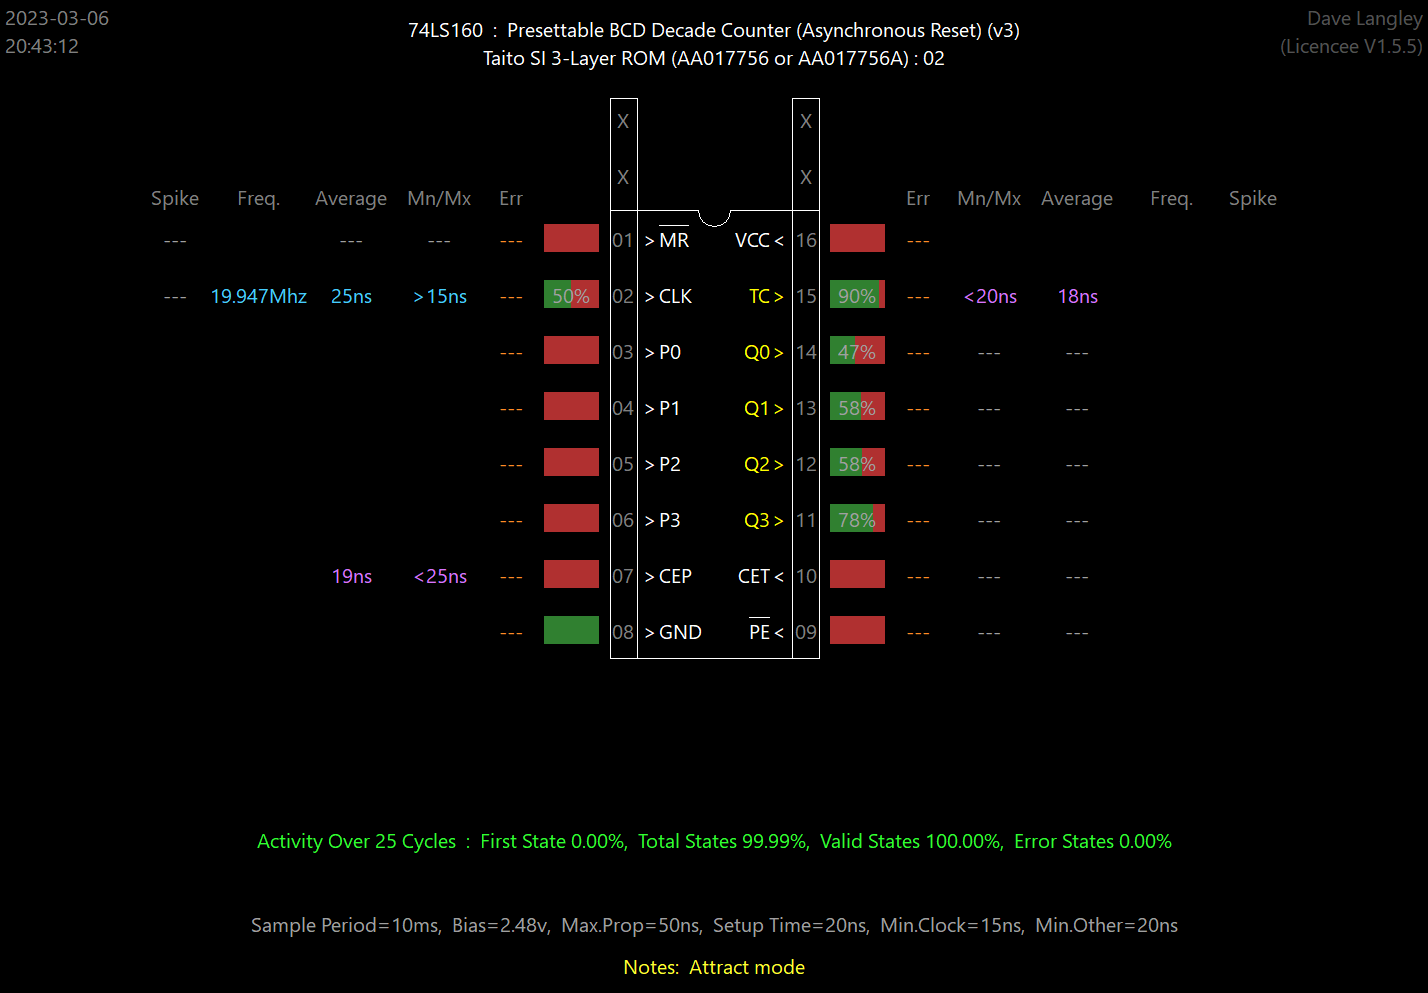 2023-03-06
20:43:12
74LS160 : Presettable BCD Decade Counter (Asynchronous Reset) (v3)
Taito SI 3-Layer ROM (AA017756 or AA017756A) : 02
Dave Langley
(Licencee V1.5.5)
X X
X X
Spike Freq. Average Mn/Mx Err Err Mn/Mx Average Freq. Spike
--- --- --- --- 01 > MR VCC < 16 ---
--- 19.947Mhz 25ns >15ns --- 50% 02 > CLK TC > 15 90% --- <20ns 18ns
--- 03 > P0 Q0 > 14 47% --- --- ---
--- 04 > P1 Q1 > 13 58% --- --- ---
--- 05 > P2 Q2 > 12 58% --- --- ---
--- 06 > P3 Q3 > 11 78% --- --- ---
19ns <25ns --- 07 > CEP CET < 10 --- --- ---
--- 08 > GND PE < 09 --- --- ---
Activity Over 25 Cycles : First State 0.00%, Total States 99.99%, Valid States 100.00%, Error States 0.00%
Sample Period=10ms, Bias=2.48v, Max.Prop=50ns, Setup Time=20ns, Min.Clock=15ns, Min.Other=20ns
Notes: Attract mode